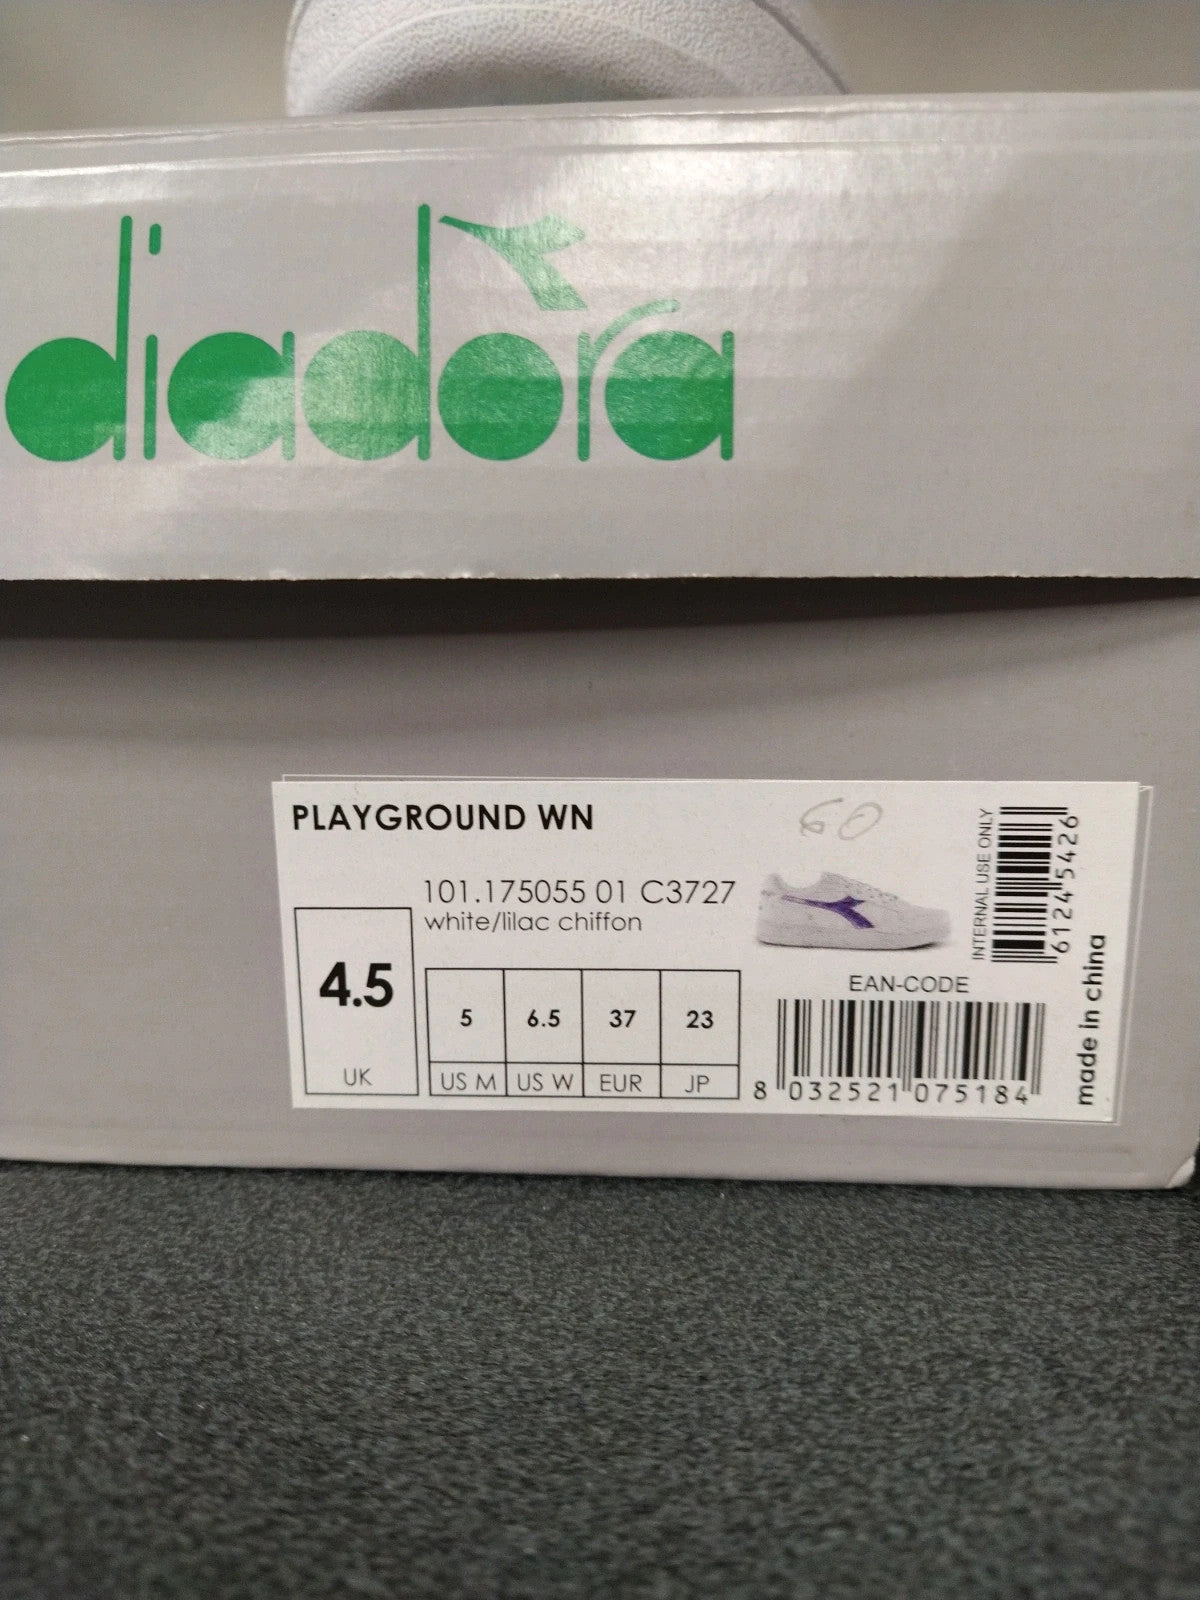 diadora
PLAYGROUND WN
60
101.175055 01 C3727
white/lilac chiffon
4.5
UK
5 6.5 37 23
US M US W EUR JP
EAN-CODE
8 032521 075184
INTERNAL USE ONLY
6124 5426
made in china